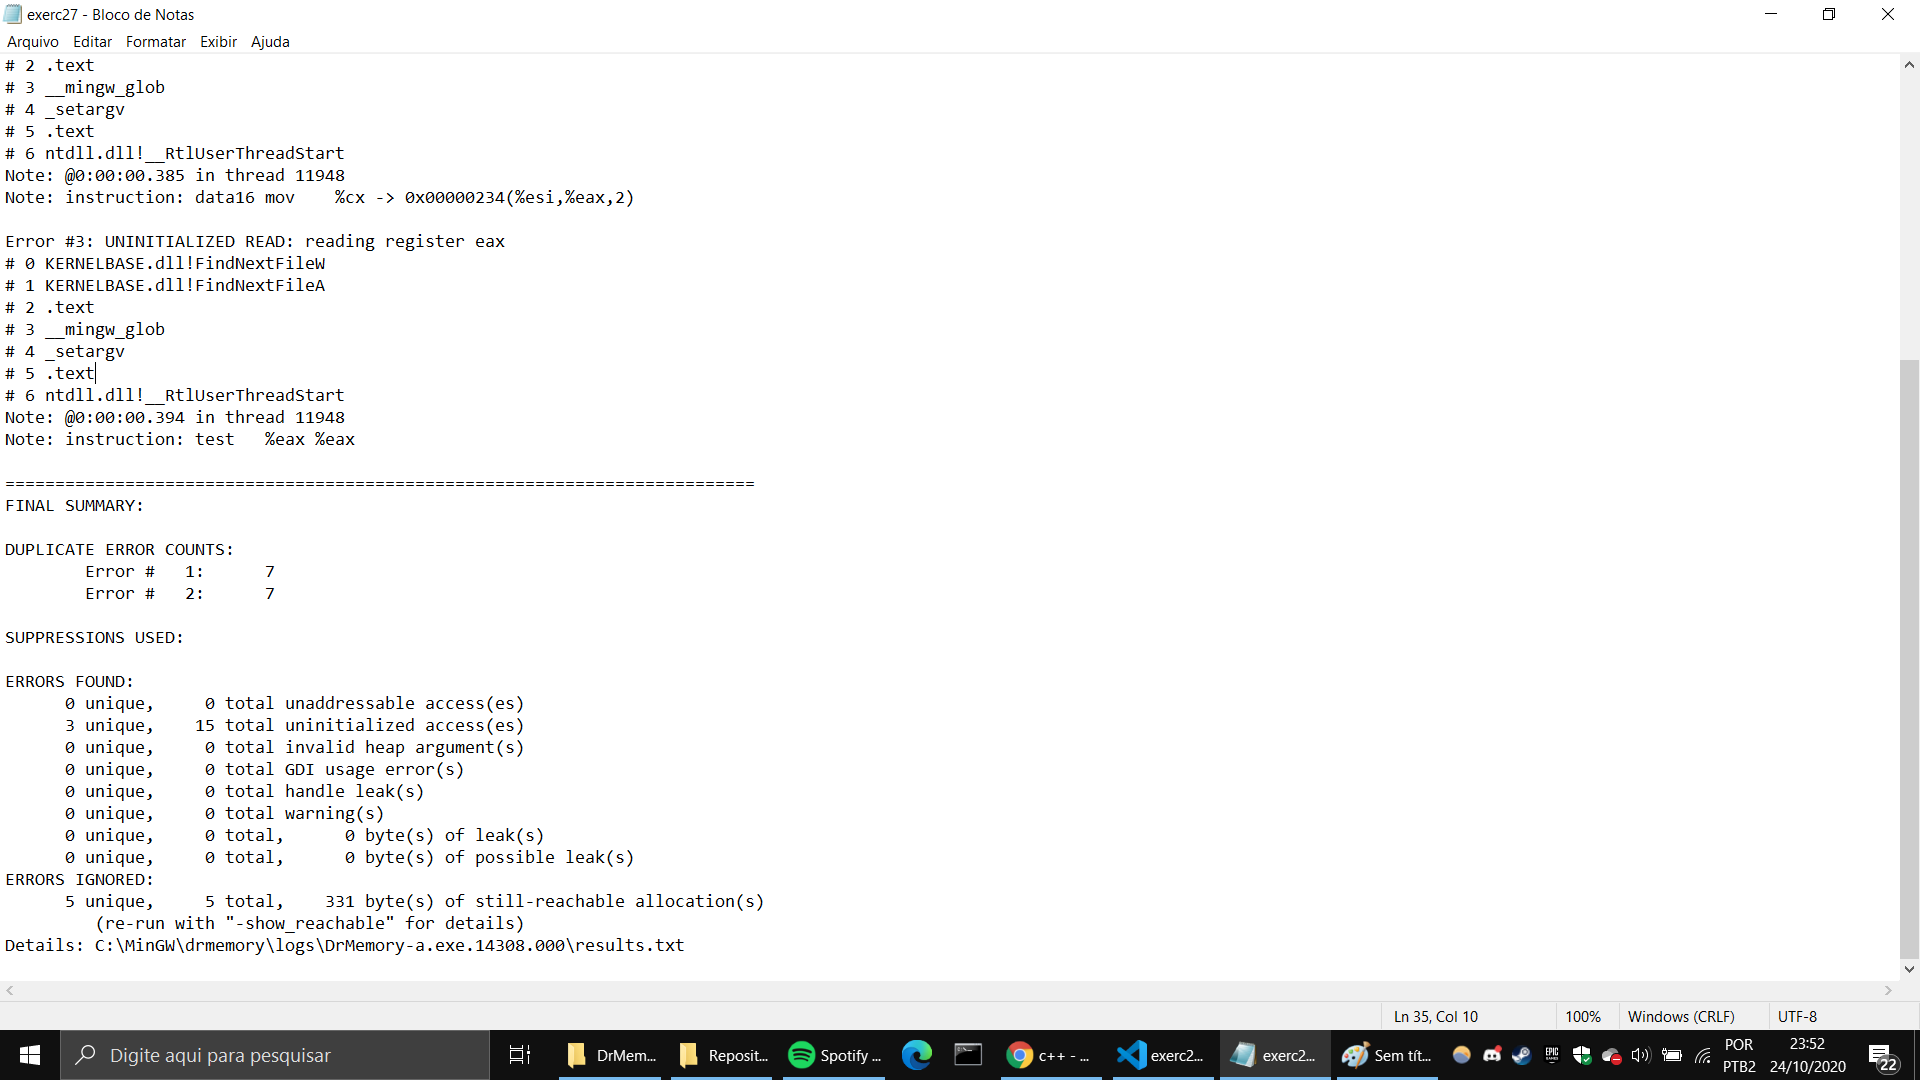 exerc27 - Bloco de Notas
Arquivo Editar Formatar Exibir Ajuda
# 2 .text
# 3 __mingw_glob
# 4 _setargv
# 5 .text
# 6 ntdll.dll!__RtlUserThreadStart
Note: @0:00:00.385 in thread 11948
Note: instruction: data16 mov    %cx -> 0x00000234(%esi,%eax,2)
Error #3: UNINITIALIZED READ: reading register eax
# 0 KERNELBASE.dll!FindNextFileW
# 1 KERNELBASE.dll!FindNextFileA
# 2 .text
# 3 __mingw_glob
# 4 _setargv
# 5 .text
# 6 ntdll.dll!__RtlUserThreadStart
Note: @0:00:00.394 in thread 11948
Note: instruction: test   %eax %eax
===========================================================================
FINAL SUMMARY:
DUPLICATE ERROR COUNTS:
Error #   1:      7
Error #   2:      7
SUPPRESSIONS USED:
ERRORS FOUND:
0 unique,     0 total unaddressable access(es)
3 unique,    15 total uninitialized access(es)
0 unique,     0 total invalid heap argument(s)
0 unique,     0 total GDI usage error(s)
0 unique,     0 total handle leak(s)
0 unique,     0 total warning(s)
0 unique,     0 total,      0 byte(s) of leak(s)
0 unique,     0 total,      0 byte(s) of possible leak(s)
ERRORS IGNORED:
5 unique,     5 total,    331 byte(s) of still-reachable allocation(s)
(re-run with "-show_reachable" for details)
Details: C:\MinGW\drmemory\logs\DrMemory-a.exe.14308.000\results.txt
Ln 35, Col 10 100% Windows (CRLF) UTF-8
Digite aqui para pesquisar DrMem... Reposit... Spotify ... c++ - ... exerc2... exerc2... Sem tít... EPIC GAMES POR 23:52
PTB2 24/10/2020 22